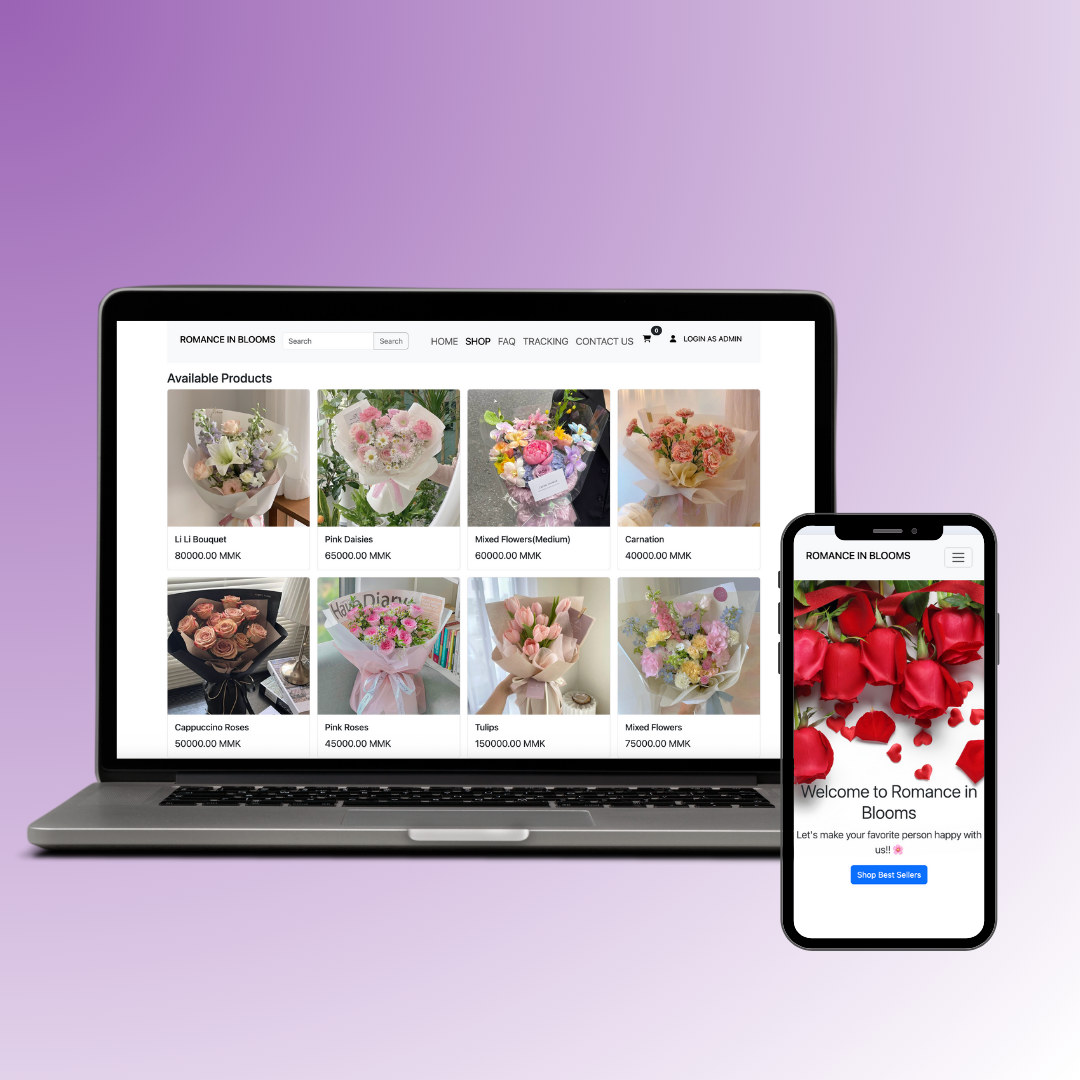 ROMANCE IN BLOOMS Search Search HOME SHOP FAQ TRACKING CONTACT US 0 LOGIN AS ADMIN
Available Products
Li Li Bouquet
80000.00 MMK
Pink Daisies
65000.00 MMK
Mixed Flowers(Medium)
60000.00 MMK
Carnation
40000.00 MMK
Diary
Cappuccino Roses
50000.00 MMK
Pink Roses
45000.00 MMK
Tulips
150000.00 MMK
Mixed Flowers
75000.00 MMK
ROMANCE IN BLOOMS
Welcome to Romance in
Blooms
Let's make your favorite person happy with
us!! 🌸
Shop Best Sellers